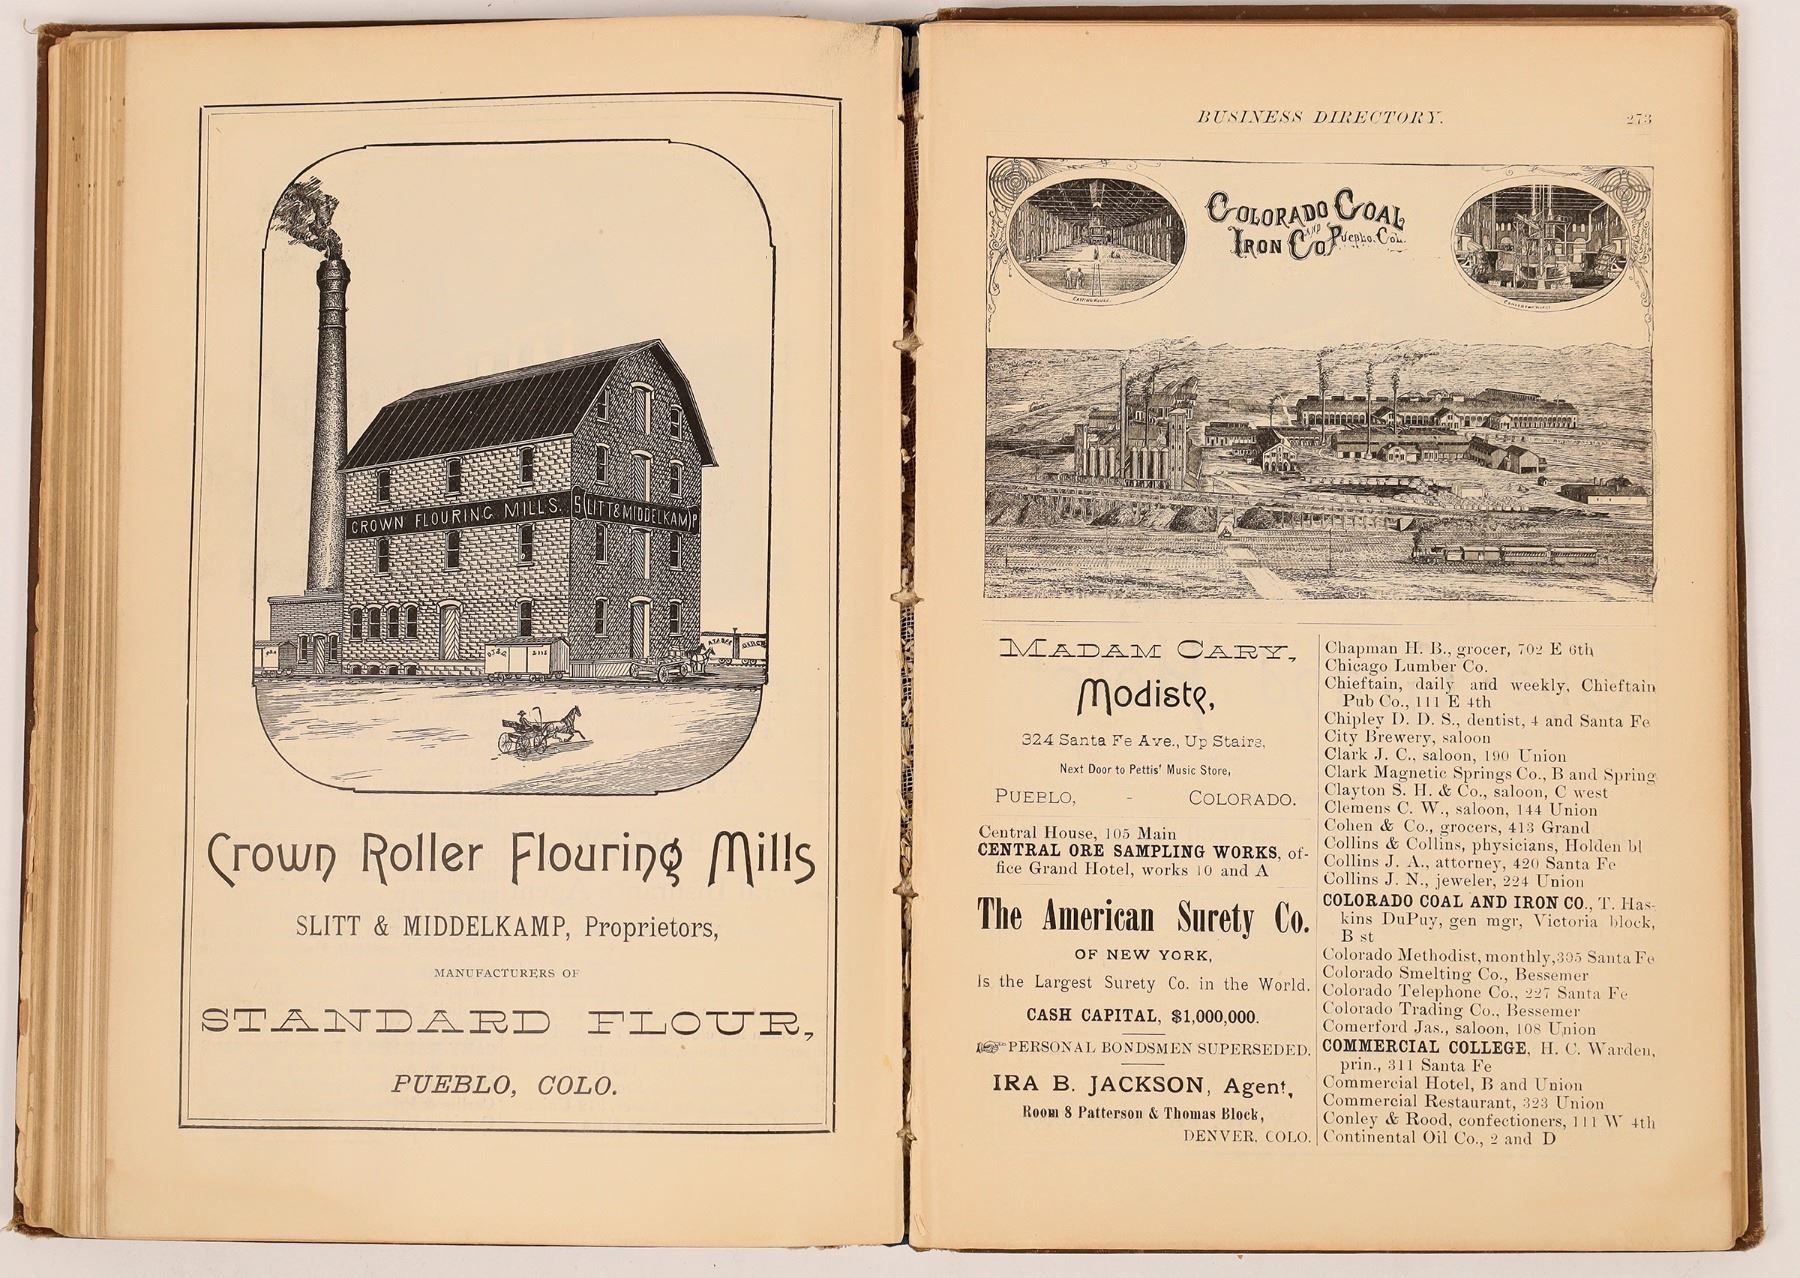 CROWN FLOURING MILLS.
SLITT & MIDDELKAMP
Crown Roller Flouring Mills
SLITT & MIDDELKAMP, Proprietors,
MANUFACTURERS OF
STANDARD FLOUR,
PUEBLO, COLO.
BUSINESS DIRECTORY.
273
COLORADO COAL
AND
IRON CO. Pueblo. Col.
CASTING HOUSE.
MADAM CARY,
Modiste,
324 Santa Fe Ave., Up Stairs,
Next Door to Pettis' Music Store,
PUEBLO, - COLORADO.
Central House, 105 Main
CENTRAL ORE SAMPLING WORKS, of-
fice Grand Hotel, works 10 and A
The American Surety Co.
OF NEW YORK,
Is the Largest Surety Co. in the World.
CASH CAPITAL, $1,000,000.
PERSONAL BONDSMEN SUPERSEDED.
IRA B. JACKSON, Agent,
Room 8 Patterson & Thomas Block,
DENVER, COLO.
Chapman H. B., grocer, 702 E 6th
Chicago Lumber Co.
Chieftain, daily and weekly, Chieftain
Pub Co., 111 E 4th
Chipley D. D. S., dentist, 4 and Santa Fe
City Brewery, saloon
Clark J. C., saloon, 190 Union
Clark Magnetic Springs Co., B and Spring
Clayton S. H. & Co., saloon, C west
Clemens C. W., saloon, 144 Union
Cohen & Co., grocers, 413 Grand
Collins & Collins, physicians, Holden bl
Collins J. A., attorney, 420 Santa Fe
Collins J. N., jeweler, 224 Union
COLORADO COAL AND IRON CO., T. Has-
kins DuPuy, gen mgr, Victoria block,
B st
Colorado Methodist, monthly, 395 Santa Fe
Colorado Smelting Co., Bessemer
Colorado Telephone Co., 227 Santa Fe
Colorado Trading Co., Bessemer
Comerford Jas., saloon, 108 Union
COMMERCIAL COLLEGE, H. C. Warden,
prin., 311 Santa Fe
Commercial Hotel, B and Union
Commercial Restaurant, 323 Union
Conley & Rood, confectioners, 111 W 4th
Continental Oil Co., 2 and D